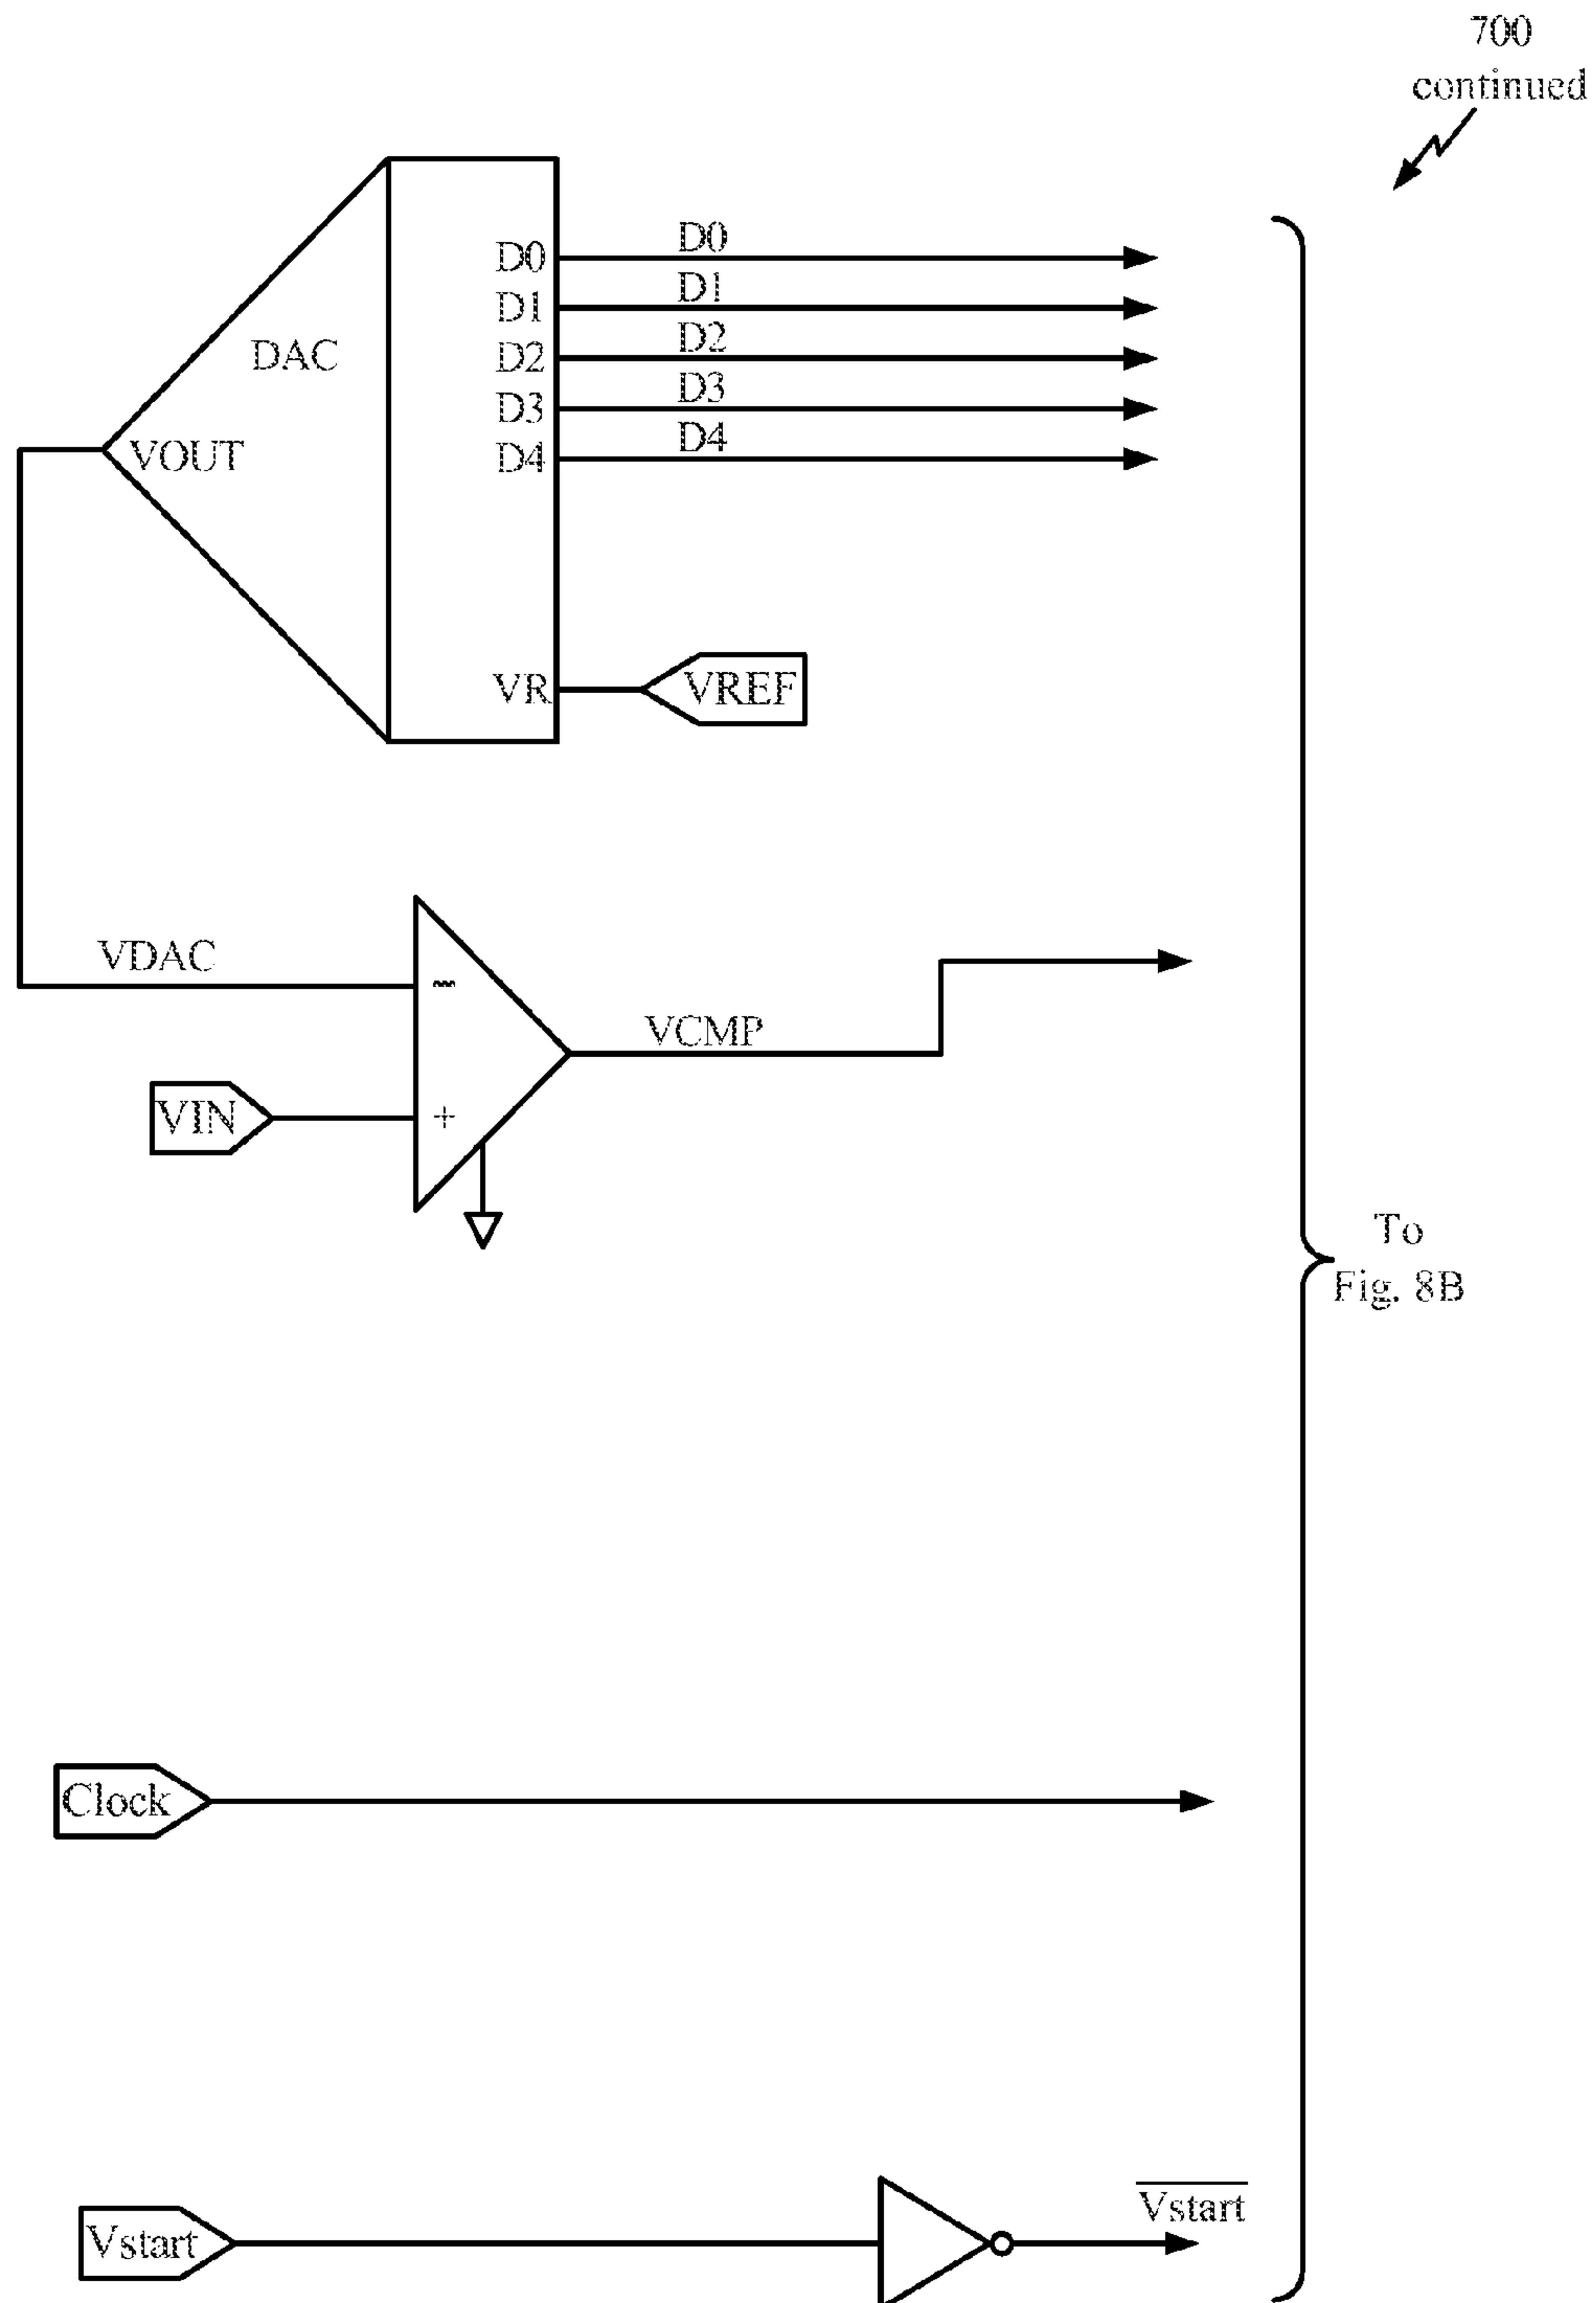 700
continued
D0
D0
D1
D1
D2
D2
DAC
D3
D3
D4
VOUT
D4
VR
VREF
VDAC
−
VCMP
VIN
+
To
Fig. 8B
Clock
Vstart
Vstart